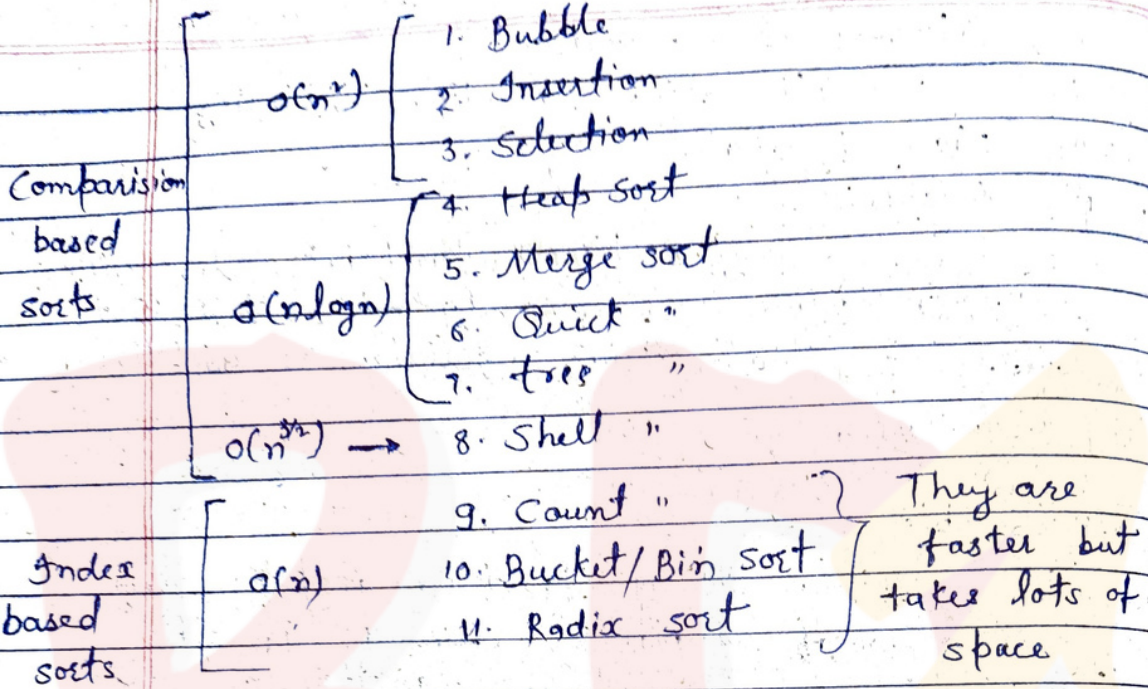 o(n²) 1. Bubble
2. Insertion
3. Selection
Comparision based sorts
o(nlogn) 4. Heap Sort
5. Merge sort
6. Quick "
7. tree "
o(n^3/2) → 8. Shell "
Index based sorts
o(n) 9. Count "
10. Bucket/Bin sort
11. Radix sort
They are
faster but
takes lots of
space